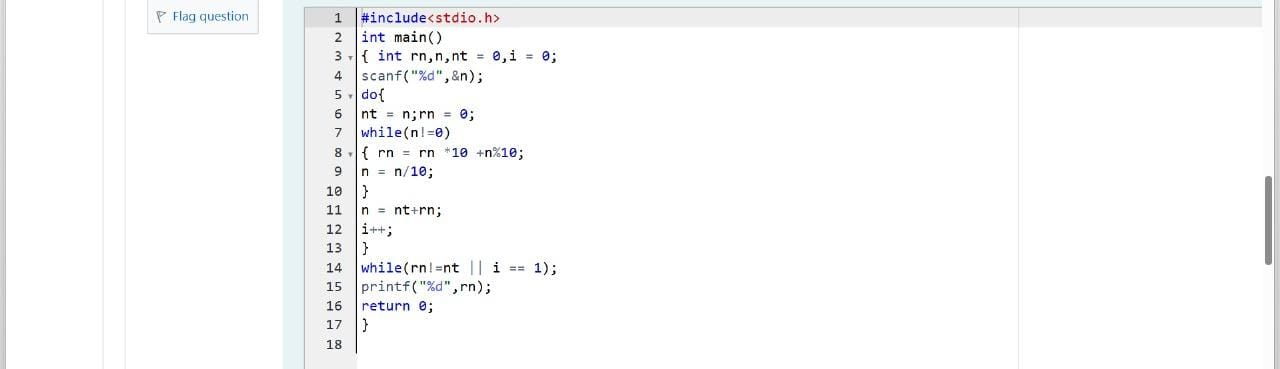 Flag question
1 #include<stdio.h>
2 int main()
3 { int rn,n,nt = 0,i = 0;
4 scanf("%d",&n);
5 do{
6 nt = n;rn = 0;
7 while(n!=0)
8 { rn = rn *10 +n%10;
9 n = n/10;
10 }
11 n = nt+rn;
12 i++;
13 }
14 while(rn!=nt || i == 1);
15 printf("%d",rn);
16 return 0;
17 }
18